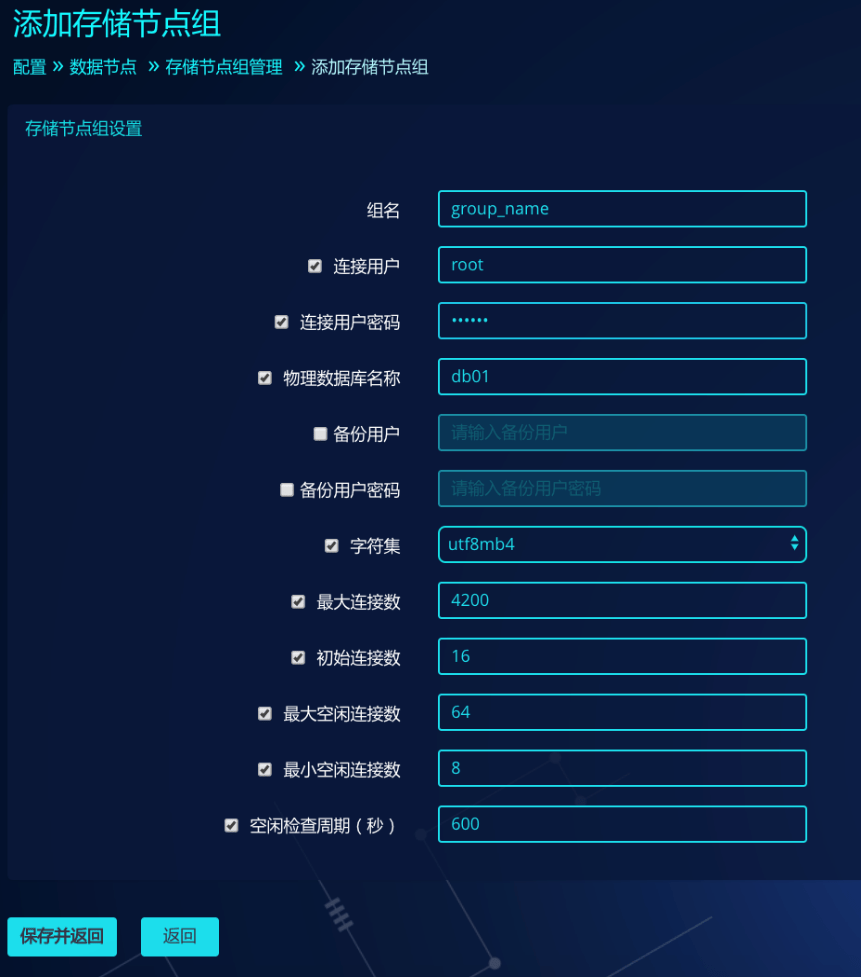 添加存储节点组
配置 » 数据节点 » 存储节点组管理 » 添加存储节点组
存储节点组设置
组名 group_name
连接用户 root
连接用户密码 ••••••
物理数据库名称 db01
备份用户 请输入备份用户
备份用户密码 请输入备份用户密码
字符集 utf8mb4
最大连接数 4200
初始连接数 16
最大空闲连接数 64
最小空闲连接数 8
空闲检查周期（秒） 600
保存并返回 返回